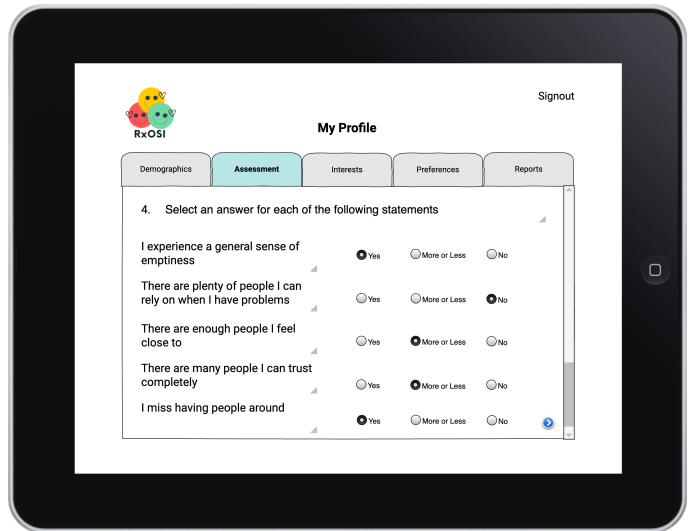 Signout
RxOSI
My Profile
Demographics
Assessment
Interests
Preferences
Reports
4. Select an answer for each of the following statements
I experience a general sense of
emptiness
Yes More or Less No
There are plenty of people I can
rely on when I have problems
Yes More or Less No
There are enough people I feel
close to
Yes More or Less No
There are many people I can trust
completely
Yes More or Less No
I miss having people around
Yes More or Less No